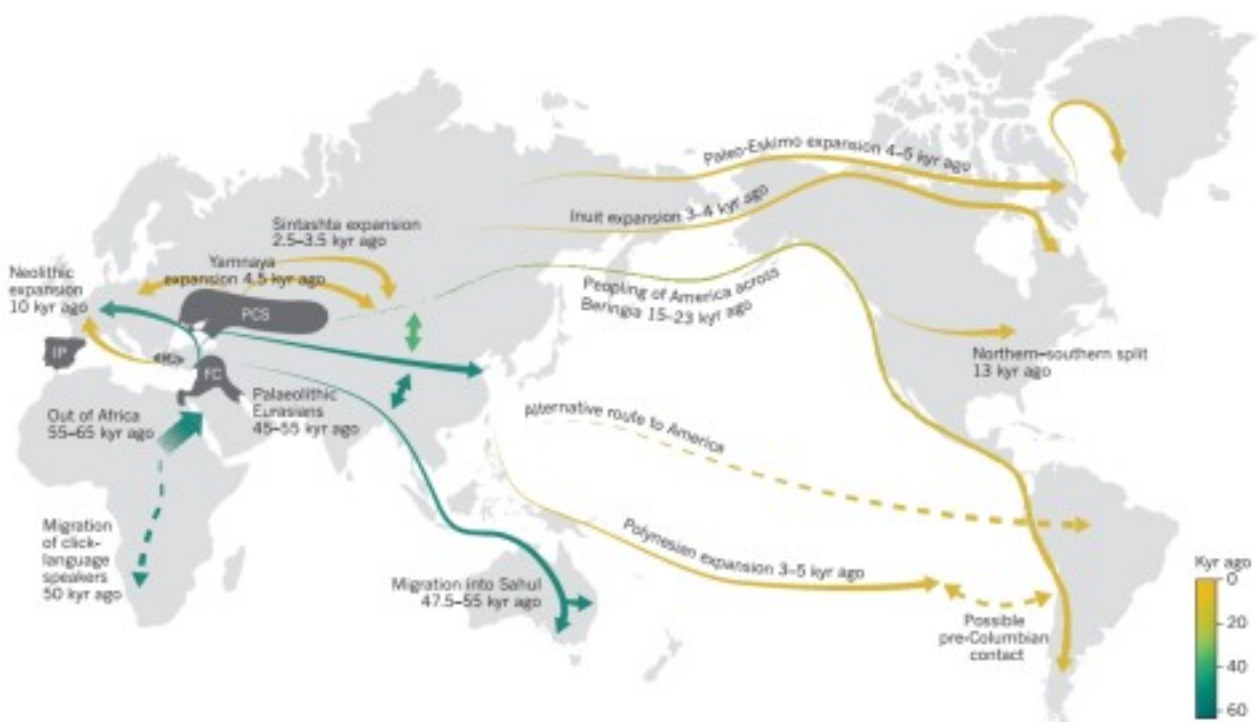 Paleo-Eskimo expansion 4–5 kyr ago
Inuit expansion 3–4 kyr ago
Sintashta expansion
2.5–3.5 kyr ago
Yamnaya
expansion 4.5 kyr ago
Neolithic
expansion
10 kyr ago
PCS
IP
FC
Peopling of America across
Beringia 15–23 kyr ago
Northern–southern split
13 kyr ago
Palaeolithic
Eurasians
45–55 kyr ago
Out of Africa
55–65 kyr ago
Alternative route to America
Migration
of click-
language
speakers
50 kyr ago
Polynesian expansion 3–5 kyr ago
Migration into Sahul
47.5–55 kyr ago
Possible
pre-Columbian
contact
Kyr ago
0
20
40
60